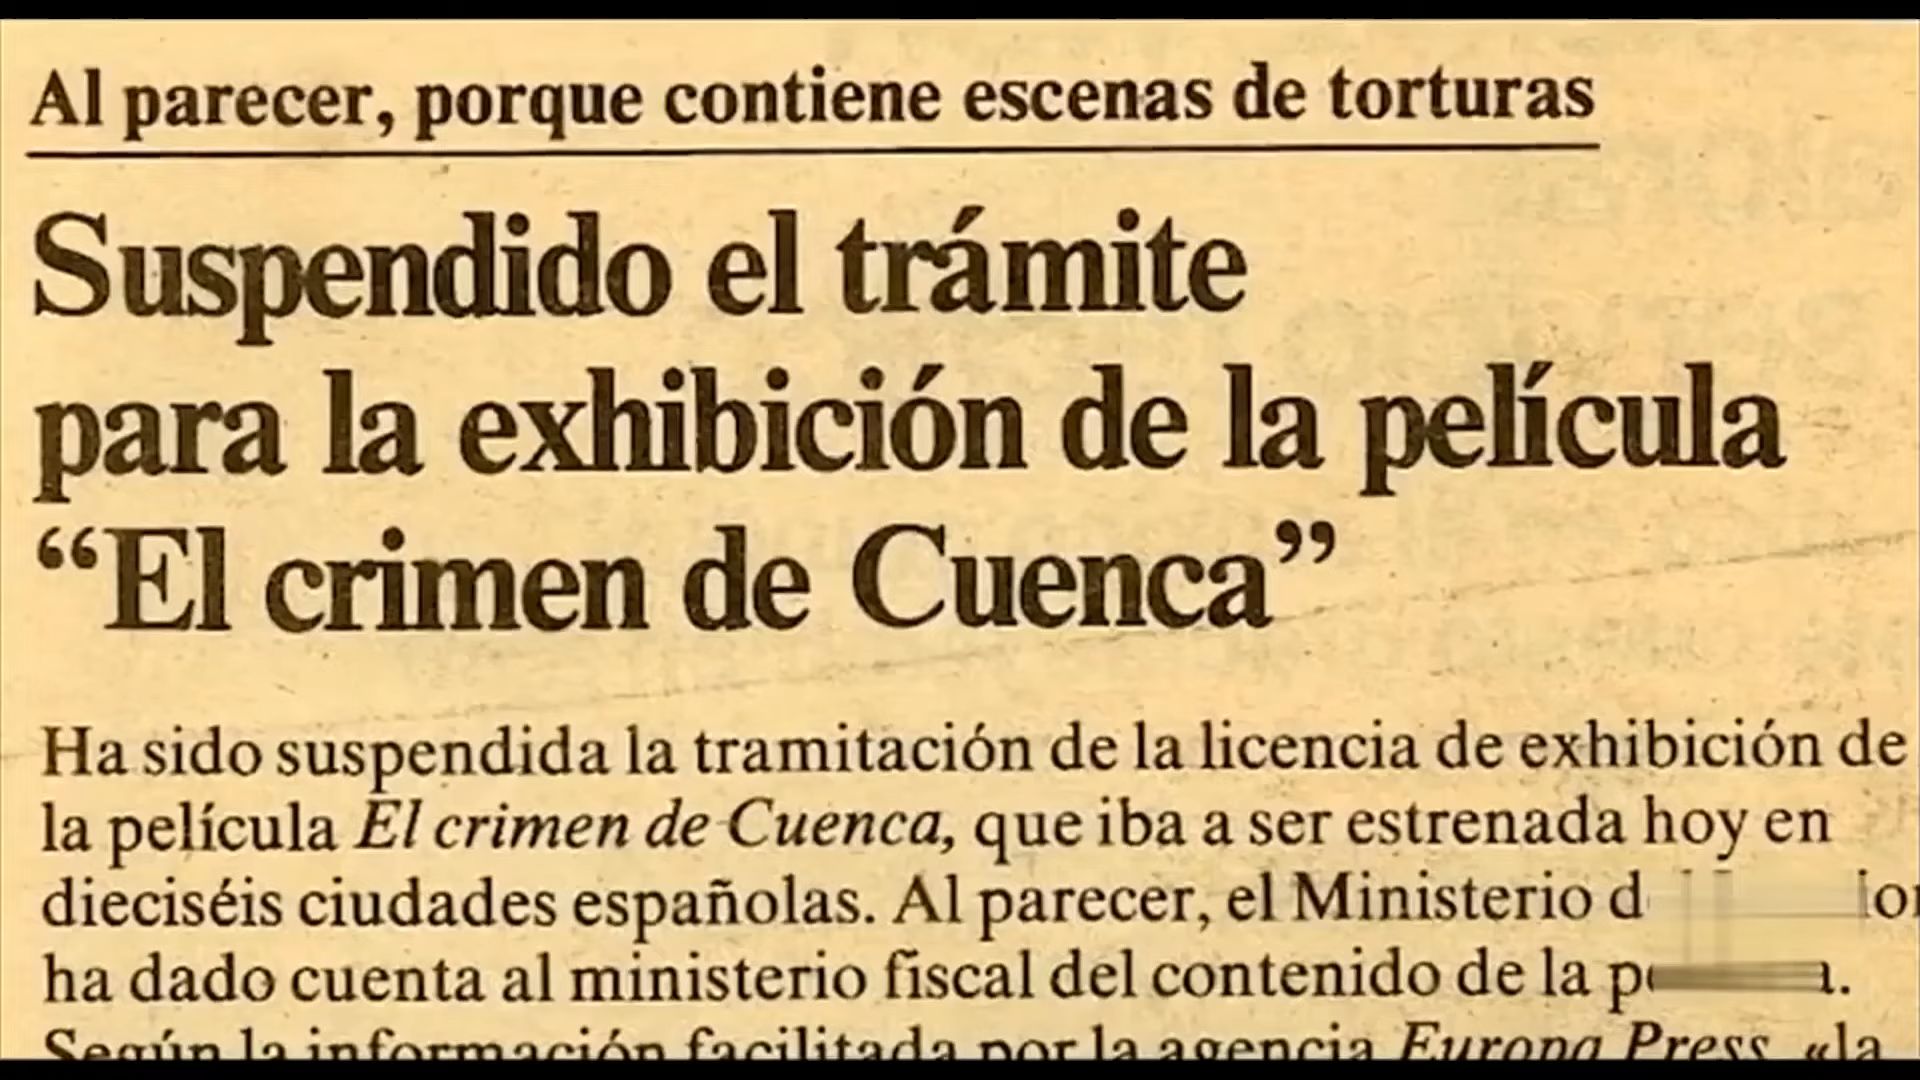 Al parecer, porque contiene escenas de torturas
Suspendido el trámite
para la exhibición de la película
“El crimen de Cuenca”
Ha sido suspendida la tramitación de la licencia de exhibición de
la película El crimen de Cuenca, que iba a ser estrenada hoy en
dieciséis ciudades españolas. Al parecer, el Ministerio
ha dado cuenta al ministerio fiscal del contenido de la
Según la información facilitada por la agencia Europa Press, «la